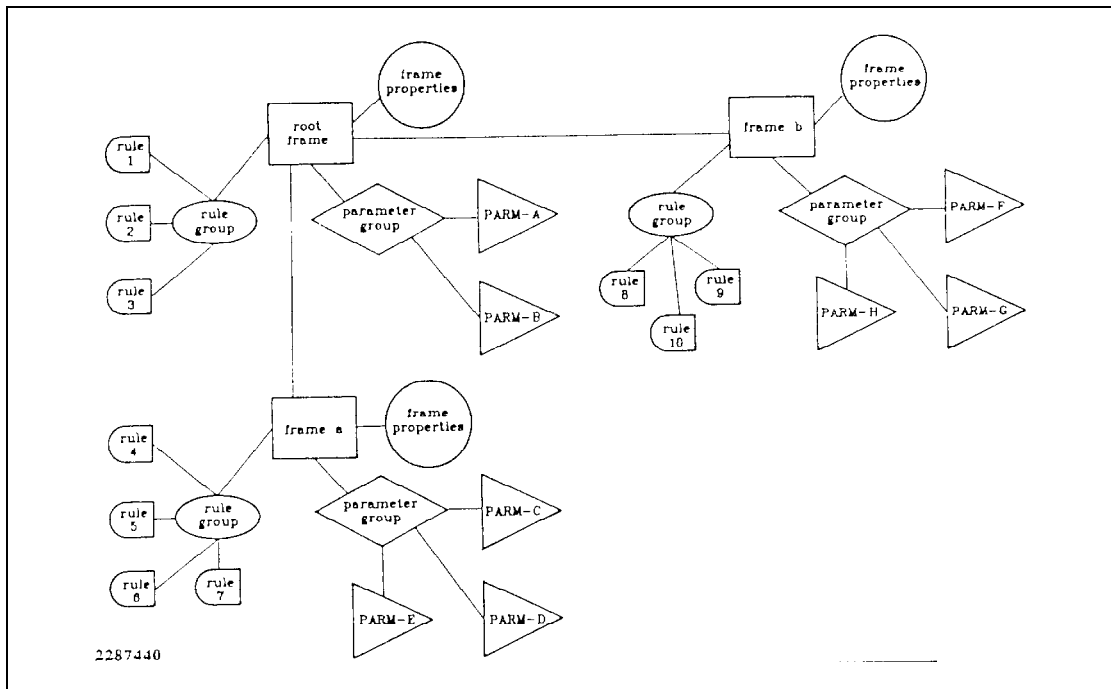 frame
properties
root
frame
rule
1
rule
2
rule
3
rule
group
parameter
group
PARM-A
PARM-B
frame
properties
frame b
rule
group
rule
8
rule
9
rule
10
parameter
group
PARM-F
PARM-G
PARM-H
frame a
frame
properties
rule
4
rule
5
rule
6
rule
7
rule
group
parameter
group
PARM-C
PARM-D
PARM-E
2287440